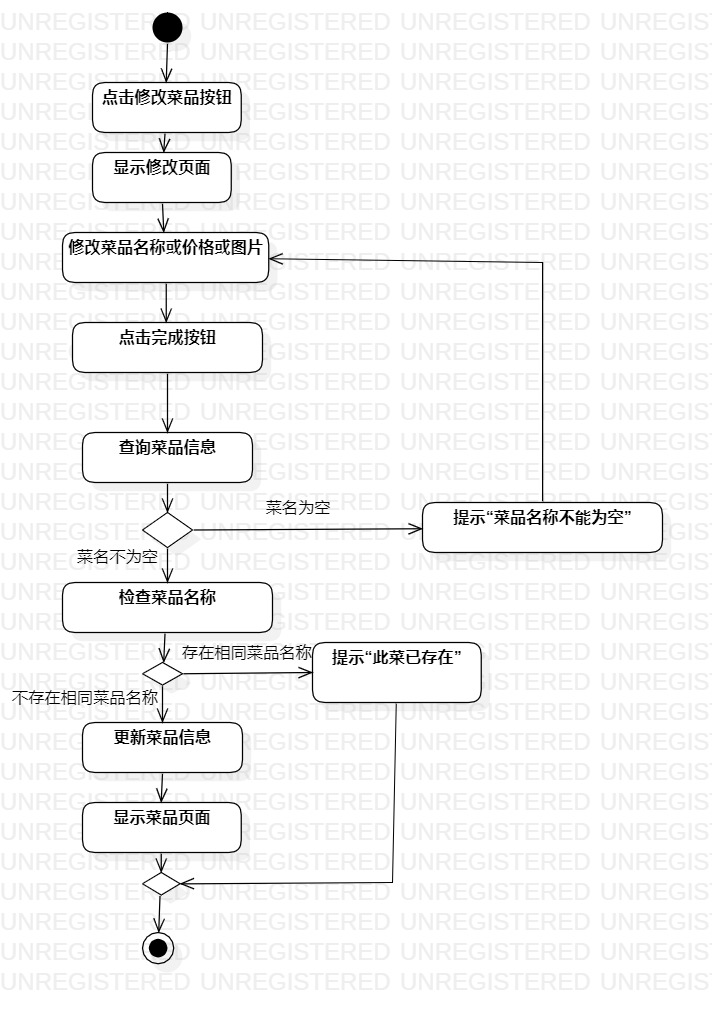 点击修改菜品按钮
显示修改页面
修改菜品名称或价格或图片
点击完成按钮
查询菜品信息
菜名为空
提示“菜品名称不能为空”
菜名不为空
检查菜品名称
存在相同菜品名称
提示“此菜已存在”
不存在相同菜品名称
更新菜品信息
显示菜品页面
UNREGISTERED